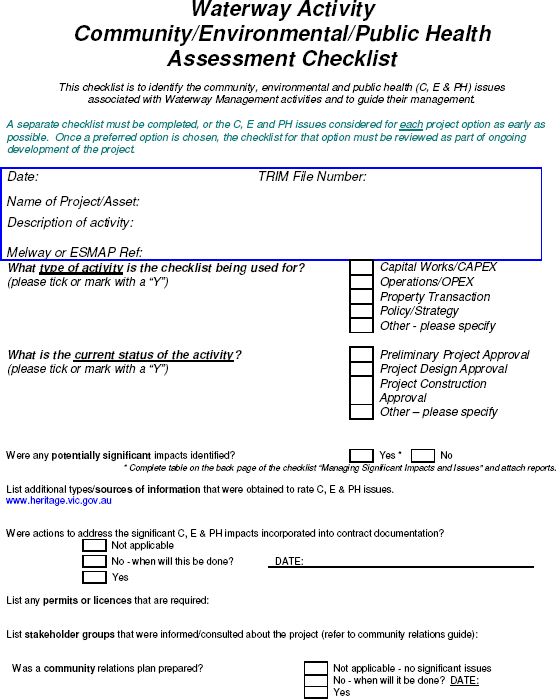 Waterway Activity
Community/Environmental/Public Health
Assessment Checklist
This checklist is to identify the community, environmental and public health (C, E & PH) issues
associated with Waterway Management activities and to guide their management.
A separate checklist must be completed, or the C, E and PH issues considered for each project option as early as
possible. Once a preferred option is chosen, the checklist for that option must be reviewed as part of ongoing
development of the project.
Date: TRIM File Number:
Name of Project/Asset:
Description of activity:
Melway or ESMAP Ref:
What type of activity is the checklist being used for? Capital Works/CAPEX
(please tick or mark with a “Y”) Operations/OPEX
Property Transaction
Policy/Strategy
Other - please specify
What is the current status of the activity? Preliminary Project Approval
(please tick or mark with a “Y”) Project Design Approval
Project Construction
Approval
Other – please specify
Were any potentially significant impacts identified? Yes * No
* Complete table on the back page of the checklist “Managing Significant Impacts and Issues” and attach reports.
List additional types/sources of information that were obtained to rate C, E & PH issues.
www.heritage.vic.gov.au
Were actions to address the significant C, E & PH impacts incorporated into contract documentation?
Not applicable
No - when will this be done? DATE:
Yes
List any permits or licences that are required:
List stakeholder groups that were informed/consulted about the project (refer to community relations guide):
Was a community relations plan prepared? Not applicable - no significant issues
No - when will it be done? DATE:
Yes